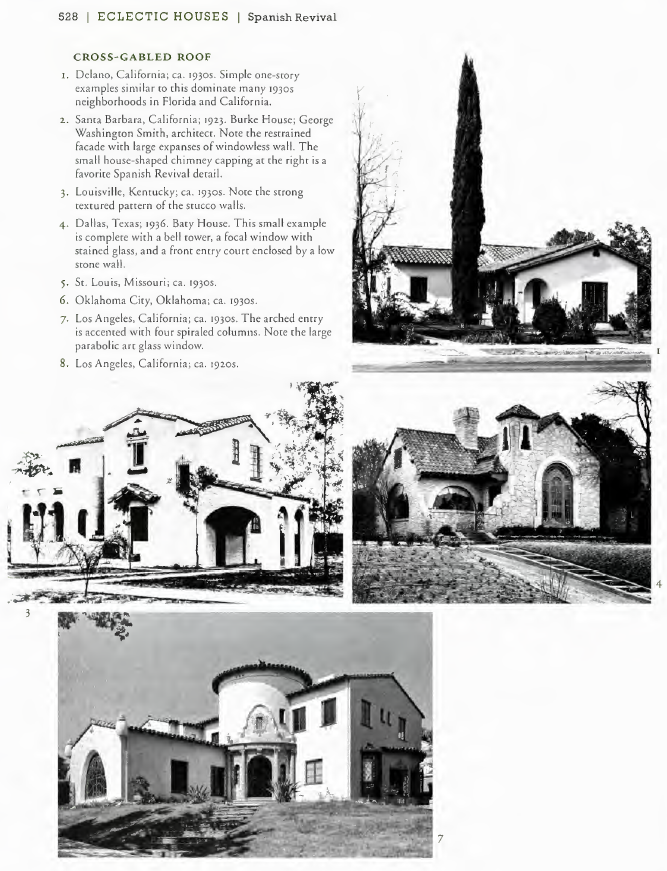 528 | ECLECTIC HOUSES | Spanish Revival
CROSS-GABLED ROOF
1. Delano, California; ca. 1930s. Simple one-story
examples similar to this dominate many 1930s
neighborhoods in Florida and California.
2. Santa Barbara, California; 1923. Burke House; George
Washington Smith, architect. Note the restrained
facade with large expanses of windowless wall. The
small house-shaped chimney capping at the right is a
favorite Spanish Revival detail.
3. Louisville, Kentucky; ca. 1930s. Note the strong
textured pattern of the stucco walls.
4. Dallas, Texas; 1936. Baty House. This small example
is complete with a bell tower, a focal window with
stained glass, and a front entry court enclosed by a low
stone wall.
5. St. Louis, Missouri; ca. 1930s.
6. Oklahoma City, Oklahoma; ca. 1930s.
7. Los Angeles, California; ca. 1930s. The arched entry
is accented with four spiraled columns. Note the large
parabolic art glass window.
8. Los Angeles, California; ca. 1920s.
1
3
4
7